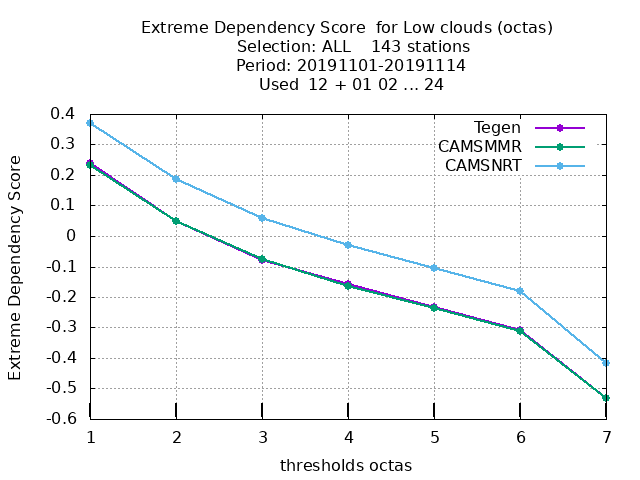 Extreme Dependency Score  for Low clouds (octas)
Selection: ALL    143 stations
Period: 20191101-20191114
Used  12 + 01 02 ... 24
Tegen
CAMSMMR
CAMSNRT
Extreme Dependency Score
0.4
0.3
0.2
0.1
0
-0.1
-0.2
-0.3
-0.4
-0.5
-0.6
1 2 3 4 5 6 7
thresholds octas